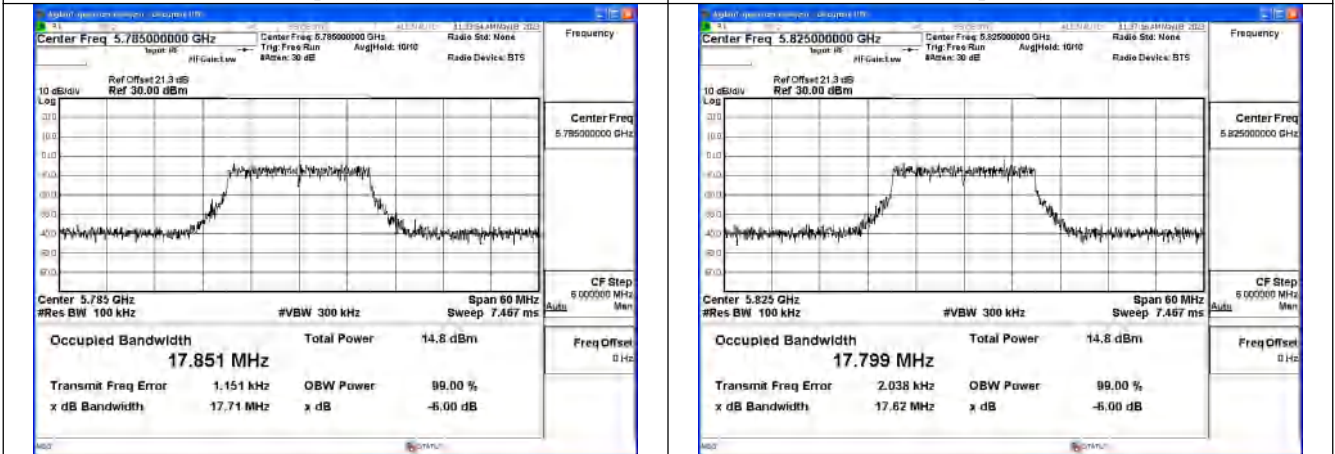 Center Freq 5.785000000 GHz
Center Freq: 5.785000000 GHz
Radio Std: None
Frequency
Trig: Free Run
Avg|Hold: 10/10
#Atten: 30 dB
Radio Device: BTS
Ref Offset 21.3 dB
10 dB/div
Ref 30.00 dBm
Log
Center Freq
5.785000000 GHz
Center 5.785 GHz
Span 60 MHz
#Res BW 100 kHz
#VBW 300 kHz
Sweep 7.467 ms
CF Step
6.000000 MHz
Auto
Man
Occupied Bandwidth
Total Power
14.8 dBm
17.851 MHz
Freq Offset
0 Hz
Transmit Freq Error
1.151 kHz
OBW Power
99.00 %
x dB Bandwidth
17.71 MHz
x dB
-6.00 dB
Center Freq 5.825000000 GHz
Center Freq: 5.825000000 GHz
Radio Std: None
Frequency
Trig: Free Run
Avg|Hold: 10/10
#Atten: 30 dB
Radio Device: BTS
Ref Offset 21.3 dB
10 dB/div
Ref 30.00 dBm
Log
Center Freq
5.825000000 GHz
Center 5.825 GHz
Span 60 MHz
#Res BW 100 kHz
#VBW 300 kHz
Sweep 7.467 ms
CF Step
6.000000 MHz
Auto
Man
Occupied Bandwidth
Total Power
14.8 dBm
17.799 MHz
Freq Offset
0 Hz
Transmit Freq Error
2.038 kHz
OBW Power
99.00 %
x dB Bandwidth
17.62 MHz
x dB
-6.00 dB